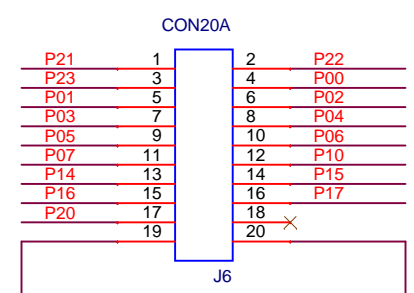 CON20A
P21 1 2 P22
P23 3 4 P00
P01 5 6 P02
P03 7 8 P04
P05 9 10 P06
P07 11 12 P10
P14 13 14 P15
P16 15 16 P17
P20 17 18
19 20
J6